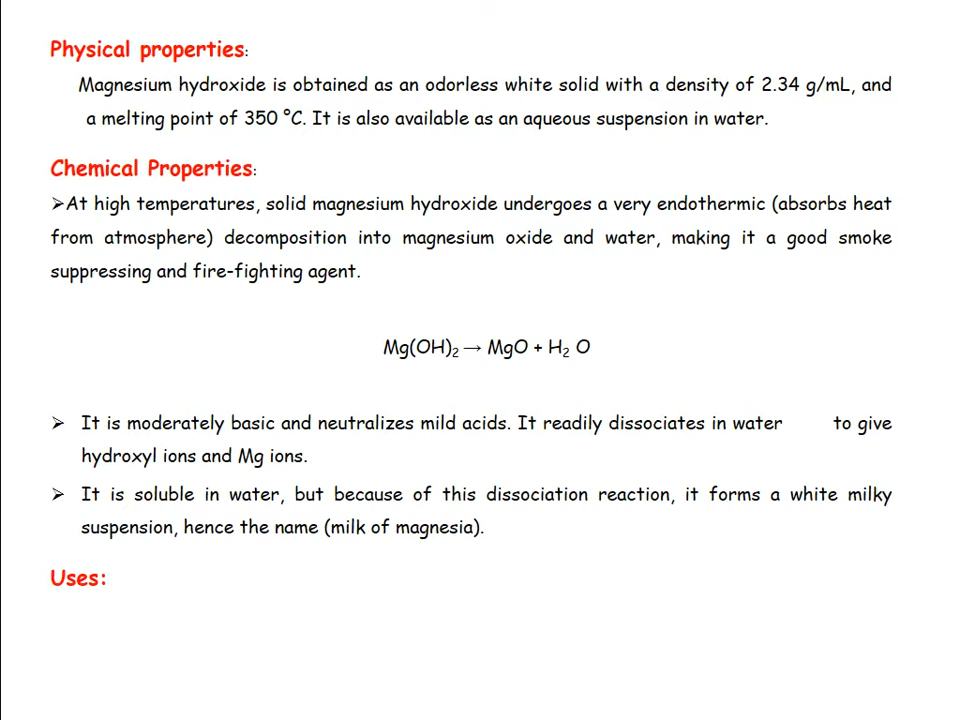 Physical properties:
Magnesium hydroxide is obtained as an odorless white solid with a density of 2.34 g/mL, and
a melting point of 350 °C. It is also available as an aqueous suspension in water.
Chemical Properties:
➢At high temperatures, solid magnesium hydroxide undergoes a very endothermic (absorbs heat
from atmosphere) decomposition into magnesium oxide and water, making it a good smoke
suppressing and fire-fighting agent.
Mg(OH)₂ → MgO + H₂ O
➢ It is moderately basic and neutralizes mild acids. It readily dissociates in water to give
hydroxyl ions and Mg ions.
➢ It is soluble in water, but because of this dissociation reaction, it forms a white milky
suspension, hence the name (milk of magnesia).
Uses: